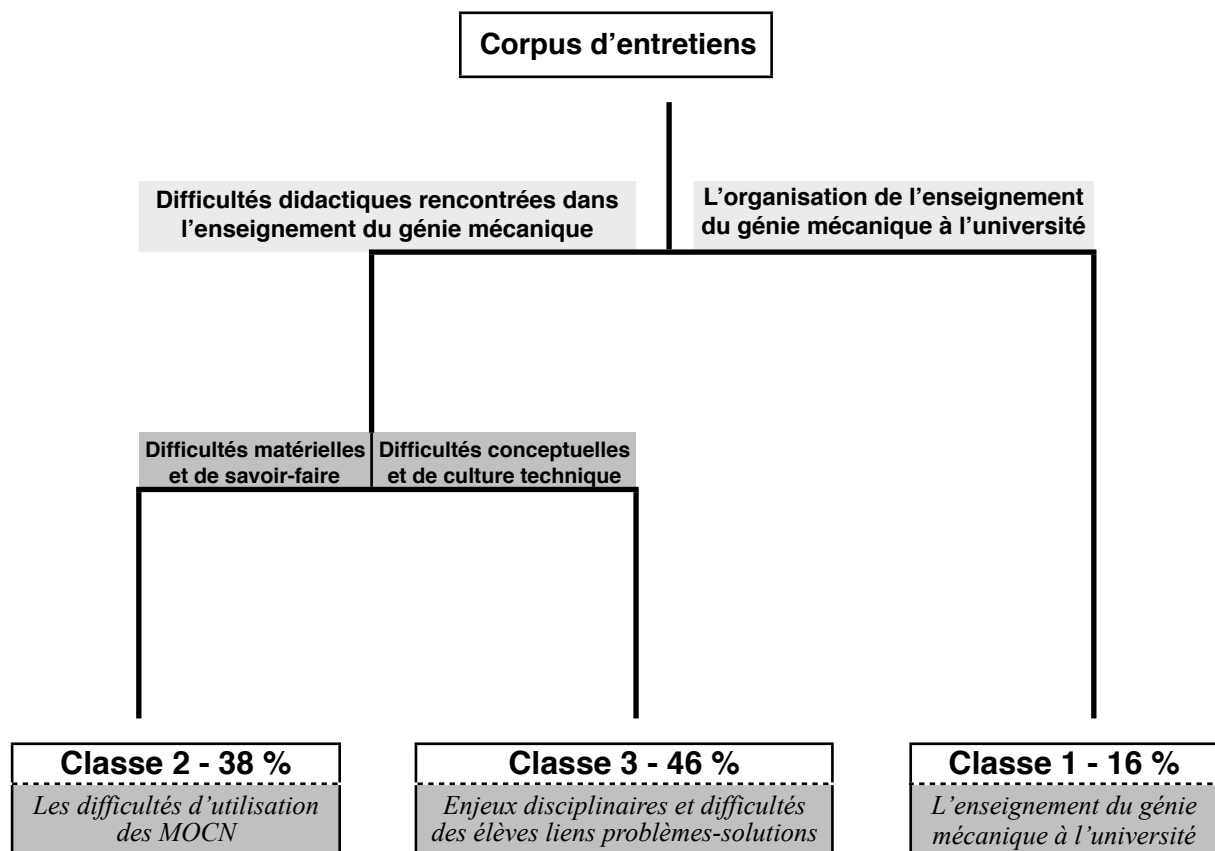 Corpus d’entretiens
Difficultés didactiques rencontrées dans
l’enseignement du génie mécanique
L’organisation de l’enseignement
du génie mécanique à l’université
Difficultés matérielles
et de savoir-faire
Difficultés conceptuelles
et de culture technique
Classe 2 - 38 %
Les difficultés d’utilisation
des MOCN
Classe 3 - 46 %
Enjeux disciplinaires et difficultés
des élèves liens problèmes-solutions
Classe 1 - 16 %
L’enseignement du génie
mécanique à l’université